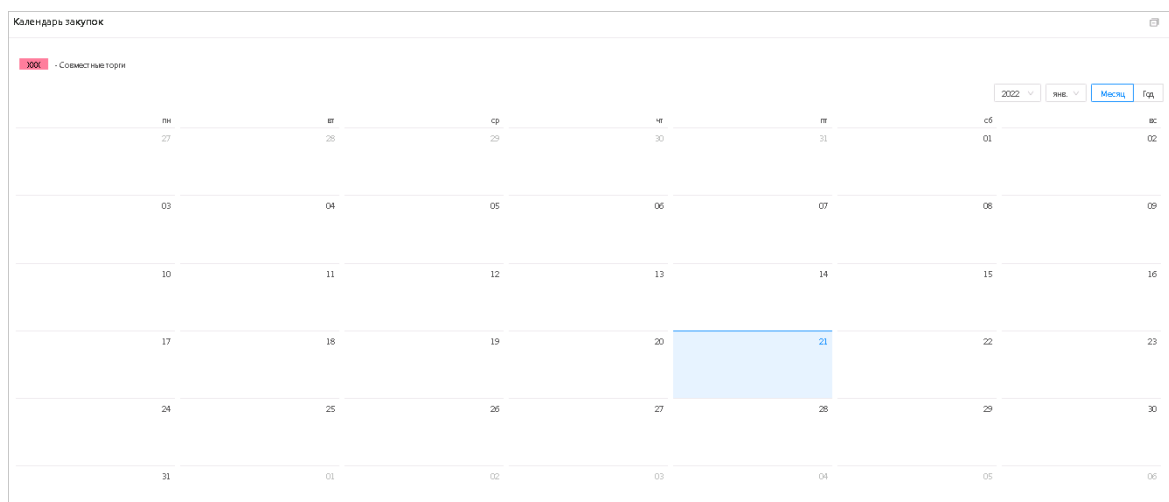 Календарь закупок
XXX - Совместные торги
2022 янв. Месяц Год
пн вт ср чт пт сб вс
27 28 29 30 31 01 02
03 04 05 06 07 08 09
10 11 12 13 14 15 16
17 18 19 20 21 22 23
24 25 26 27 28 29 30
31 01 02 03 04 05 06